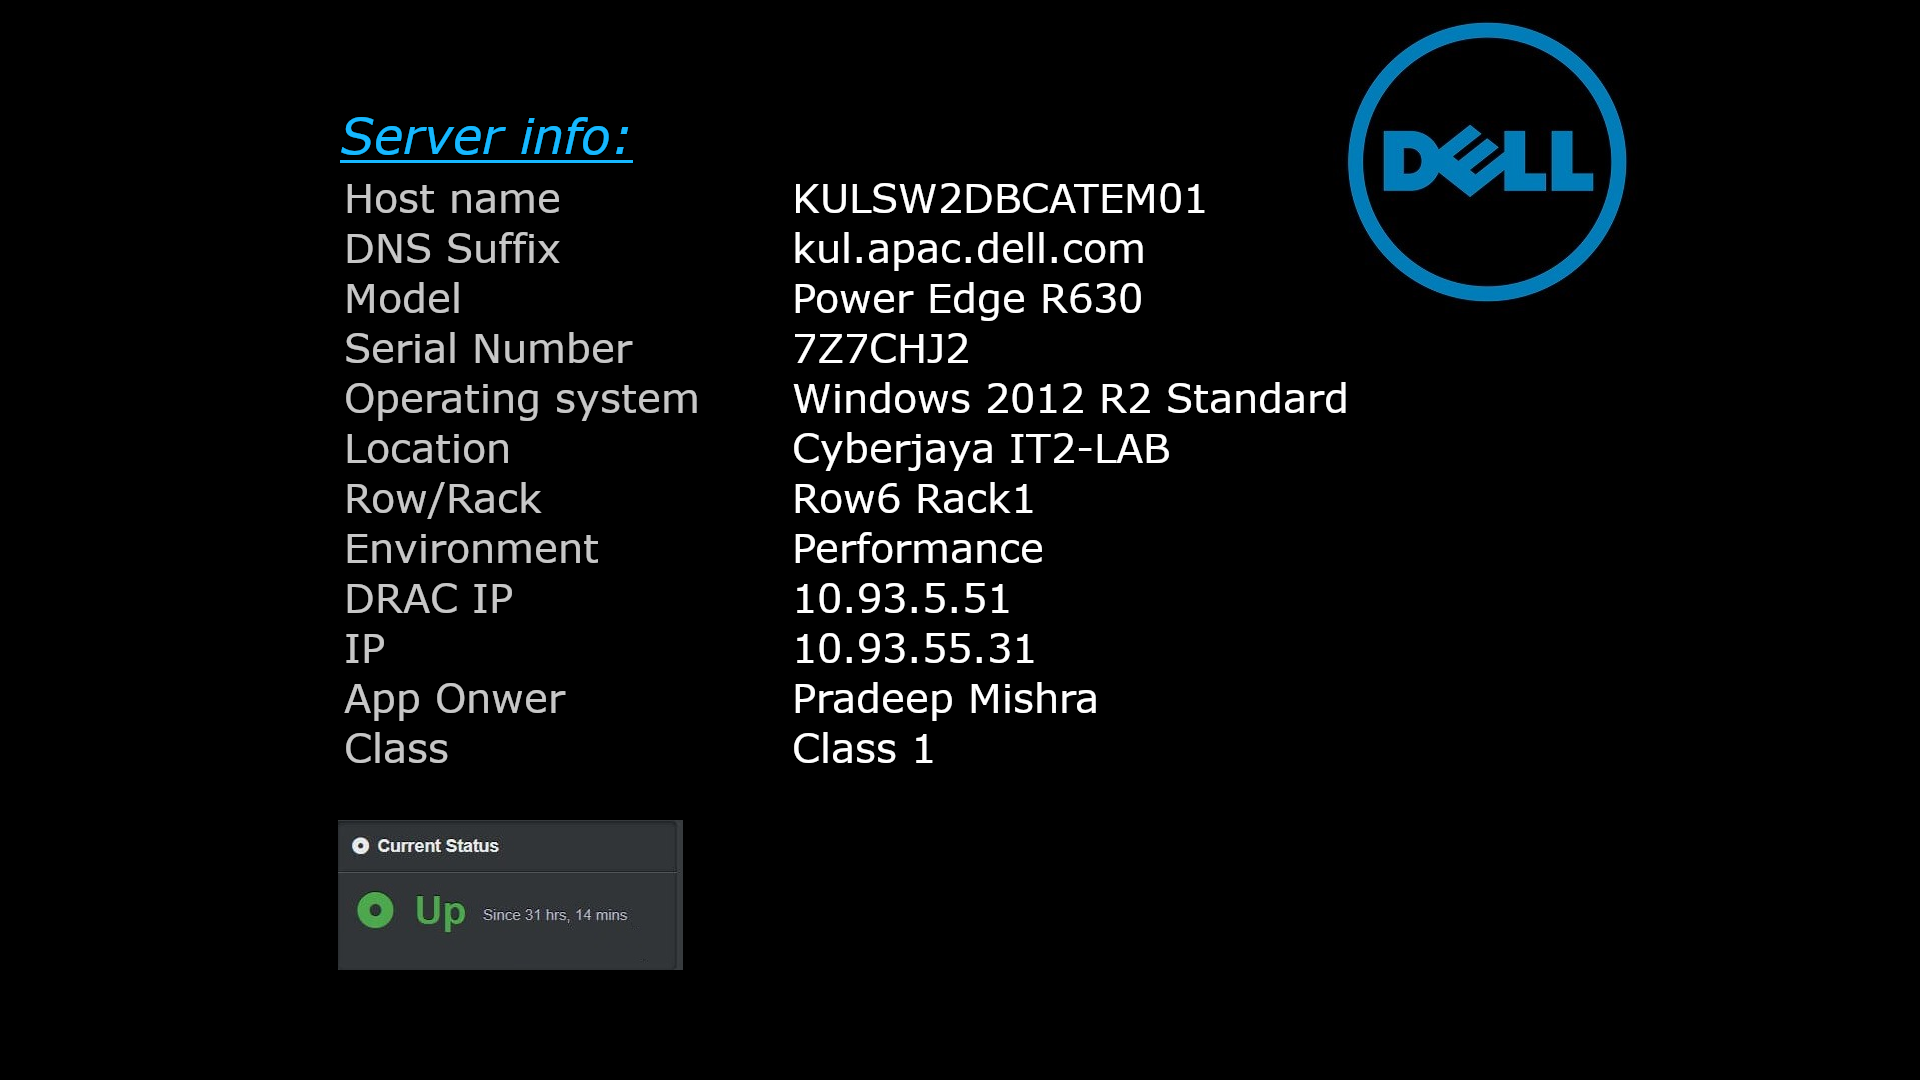 DELL
Server info:
Host name KULSW2DBCATEM01
DNS Suffix kul.apac.dell.com
Model Power Edge R630
Serial Number 7Z7CHJ2
Operating system Windows 2012 R2 Standard
Location Cyberjaya IT2-LAB
Row/Rack Row6 Rack1
Environment Performance
DRAC IP 10.93.5.51
IP 10.93.55.31
App Onwer Pradeep Mishra
Class Class 1
Current Status
Up Since 31 hrs, 14 mins